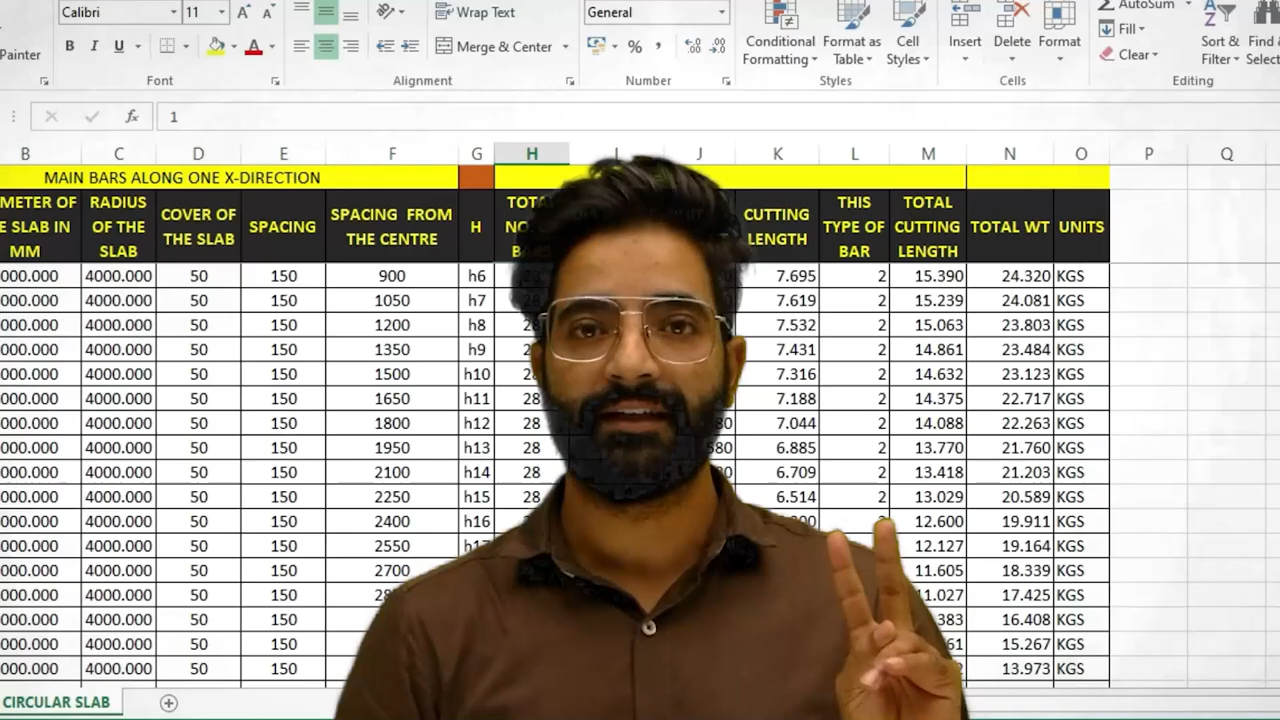 Calibri 11 Wrap Text General AutoSum
Painter B I U Merge & Center % Conditional Formatting Format as Table Cell Styles Insert Delete Format Fill Clear Sort & Filter Find & Select
Font Alignment Number Styles Cells Editing
fx 1
B C D E F G H J K L M N O P Q
MAIN BARS ALONG ONE X-DIRECTION
RADIUS OF THE SLAB COVER OF THE SLAB SPACING SPACING FROM THE CENTRE H CUTTING LENGTH THIS TYPE OF BAR TOTAL CUTTING LENGTH TOTAL WT UNITS
000.000 4000.000 50 150 900 h6 7.695 2 15.390 24.320 KGS
000.000 4000.000 50 150 1050 h7 28 7.619 2 15.239 24.081 KGS
000.000 4000.000 50 150 1200 h8 28 7.532 2 15.063 23.803 KGS
000.000 4000.000 50 150 1350 h9 7.431 2 14.861 23.484 KGS
000.000 4000.000 50 150 1500 h10 7.316 2 14.632 23.123 KGS
000.000 4000.000 50 150 1650 h11 28 7.188 2 14.375 22.717 KGS
000.000 4000.000 50 150 1800 h12 28 7.044 2 14.088 22.263 KGS
000.000 4000.000 50 150 1950 h13 28 6.885 2 13.770 21.760 KGS
000.000 4000.000 50 150 2100 h14 28 6.709 2 13.418 21.203 KGS
000.000 4000.000 50 150 2250 h15 28 6.514 2 13.029 20.589 KGS
000.000 4000.000 50 150 2400 h16 12.600 19.911 KGS
000.000 4000.000 50 150 2550 12.127 19.164 KGS
000.000 4000.000 50 150 2700 11.605 18.339 KGS
000.000 4000.000 50 150 17.425 KGS
000.000 4000.000 50 150 16.408 KGS
000.000 4000.000 50 150 15.267 KGS
000.000 4000.000 50 150 13.973 KGS
CIRCULAR SLAB